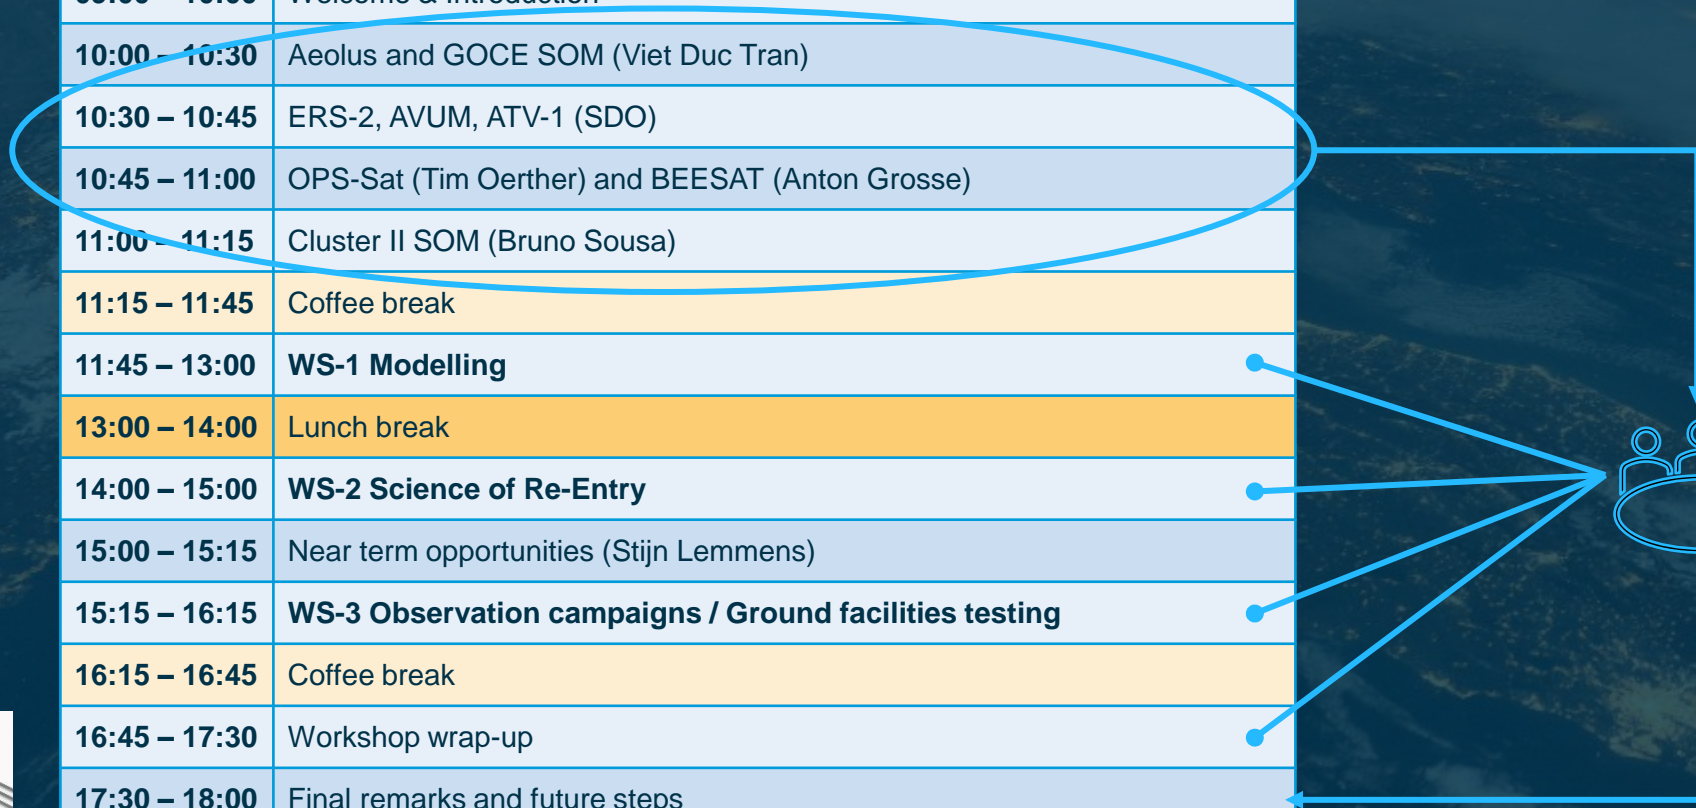 Welcome & Introduction
10:00 – 10:30 Aeolus and GOCE SOM (Viet Duc Tran)
10:30 – 10:45 ERS-2, AVUM, ATV-1 (SDO)
10:45 – 11:00 OPS-Sat (Tim Oerther) and BEESAT (Anton Grosse)
11:00 – 11:15 Cluster II SOM (Bruno Sousa)
11:15 – 11:45 Coffee break
11:45 – 13:00 WS-1 Modelling
13:00 – 14:00 Lunch break
14:00 – 15:00 WS-2 Science of Re-Entry
15:00 – 15:15 Near term opportunities (Stijn Lemmens)
15:15 – 16:15 WS-3 Observation campaigns / Ground facilities testing
16:15 – 16:45 Coffee break
16:45 – 17:30 Workshop wrap-up
17:30 – 18:00 Final remarks and future steps